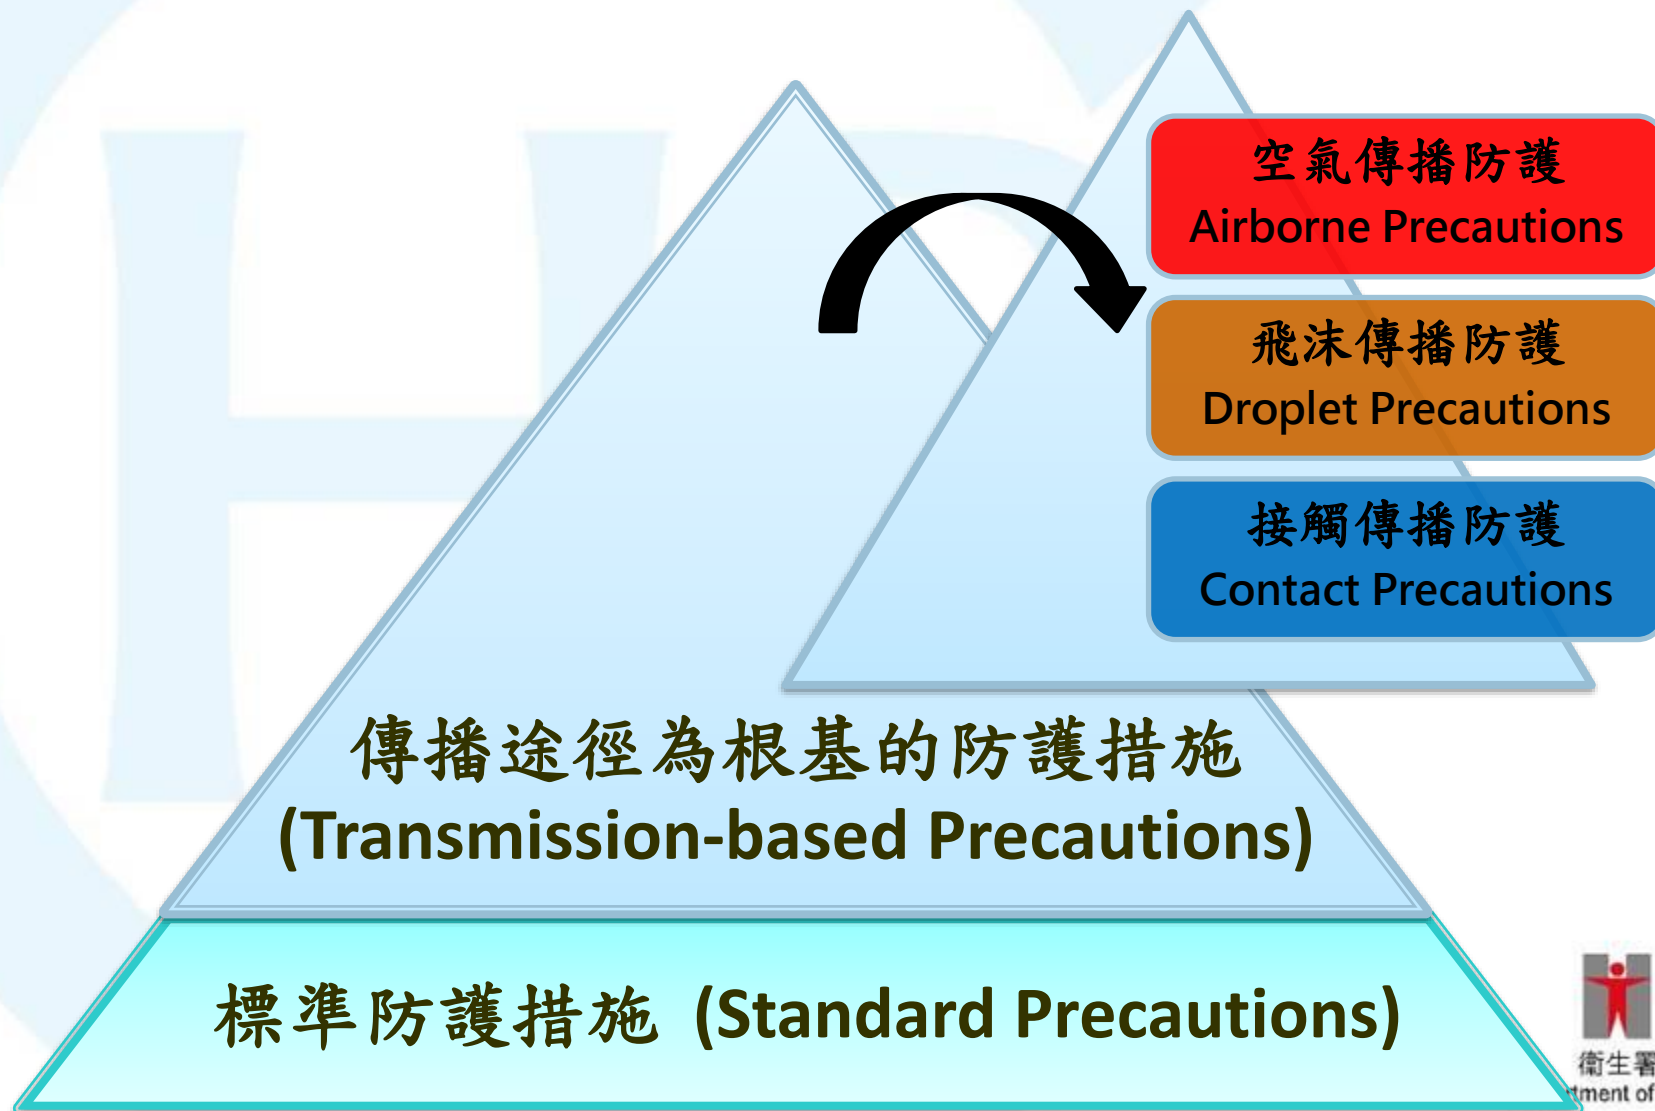 空氣傳播防護
Airborne Precautions
飛沫傳播防護
Droplet Precautions
接觸傳播防護
Contact Precautions
傳播途徑為根基的防護措施
(Transmission-based Precautions)
標準防護措施 (Standard Precautions)
衞生署
of